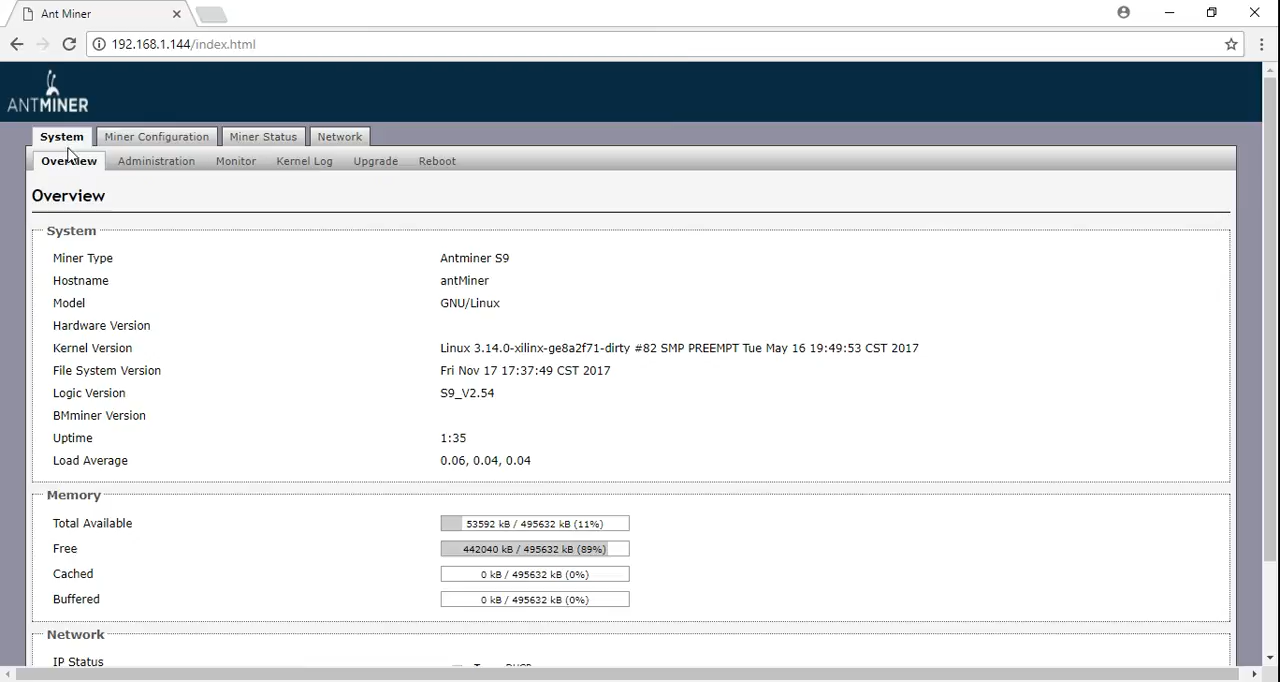 Ant Miner
192.168.1.144/index.html
ANTMINER
System Miner Configuration Miner Status Network
Overview Administration Monitor Kernel Log Upgrade Reboot
Overview
System
Miner Type Antminer S9
Hostname antMiner
Model GNU/Linux
Hardware Version
Kernel Version Linux 3.14.0-xilinx-ge8a2f71-dirty #82 SMP PREEMPT Tue May 16 19:49:53 CST 2017
File System Version Fri Nov 17 17:37:49 CST 2017
Logic Version S9_V2.54
BMminer Version
Uptime 1:35
Load Average 0.06, 0.04, 0.04
Memory
Total Available 53592 kB / 495632 kB (11%)
Free 442040 kB / 495632 kB (89%)
Cached 0 kB / 495632 kB (0%)
Buffered 0 kB / 495632 kB (0%)
Network
IP Status